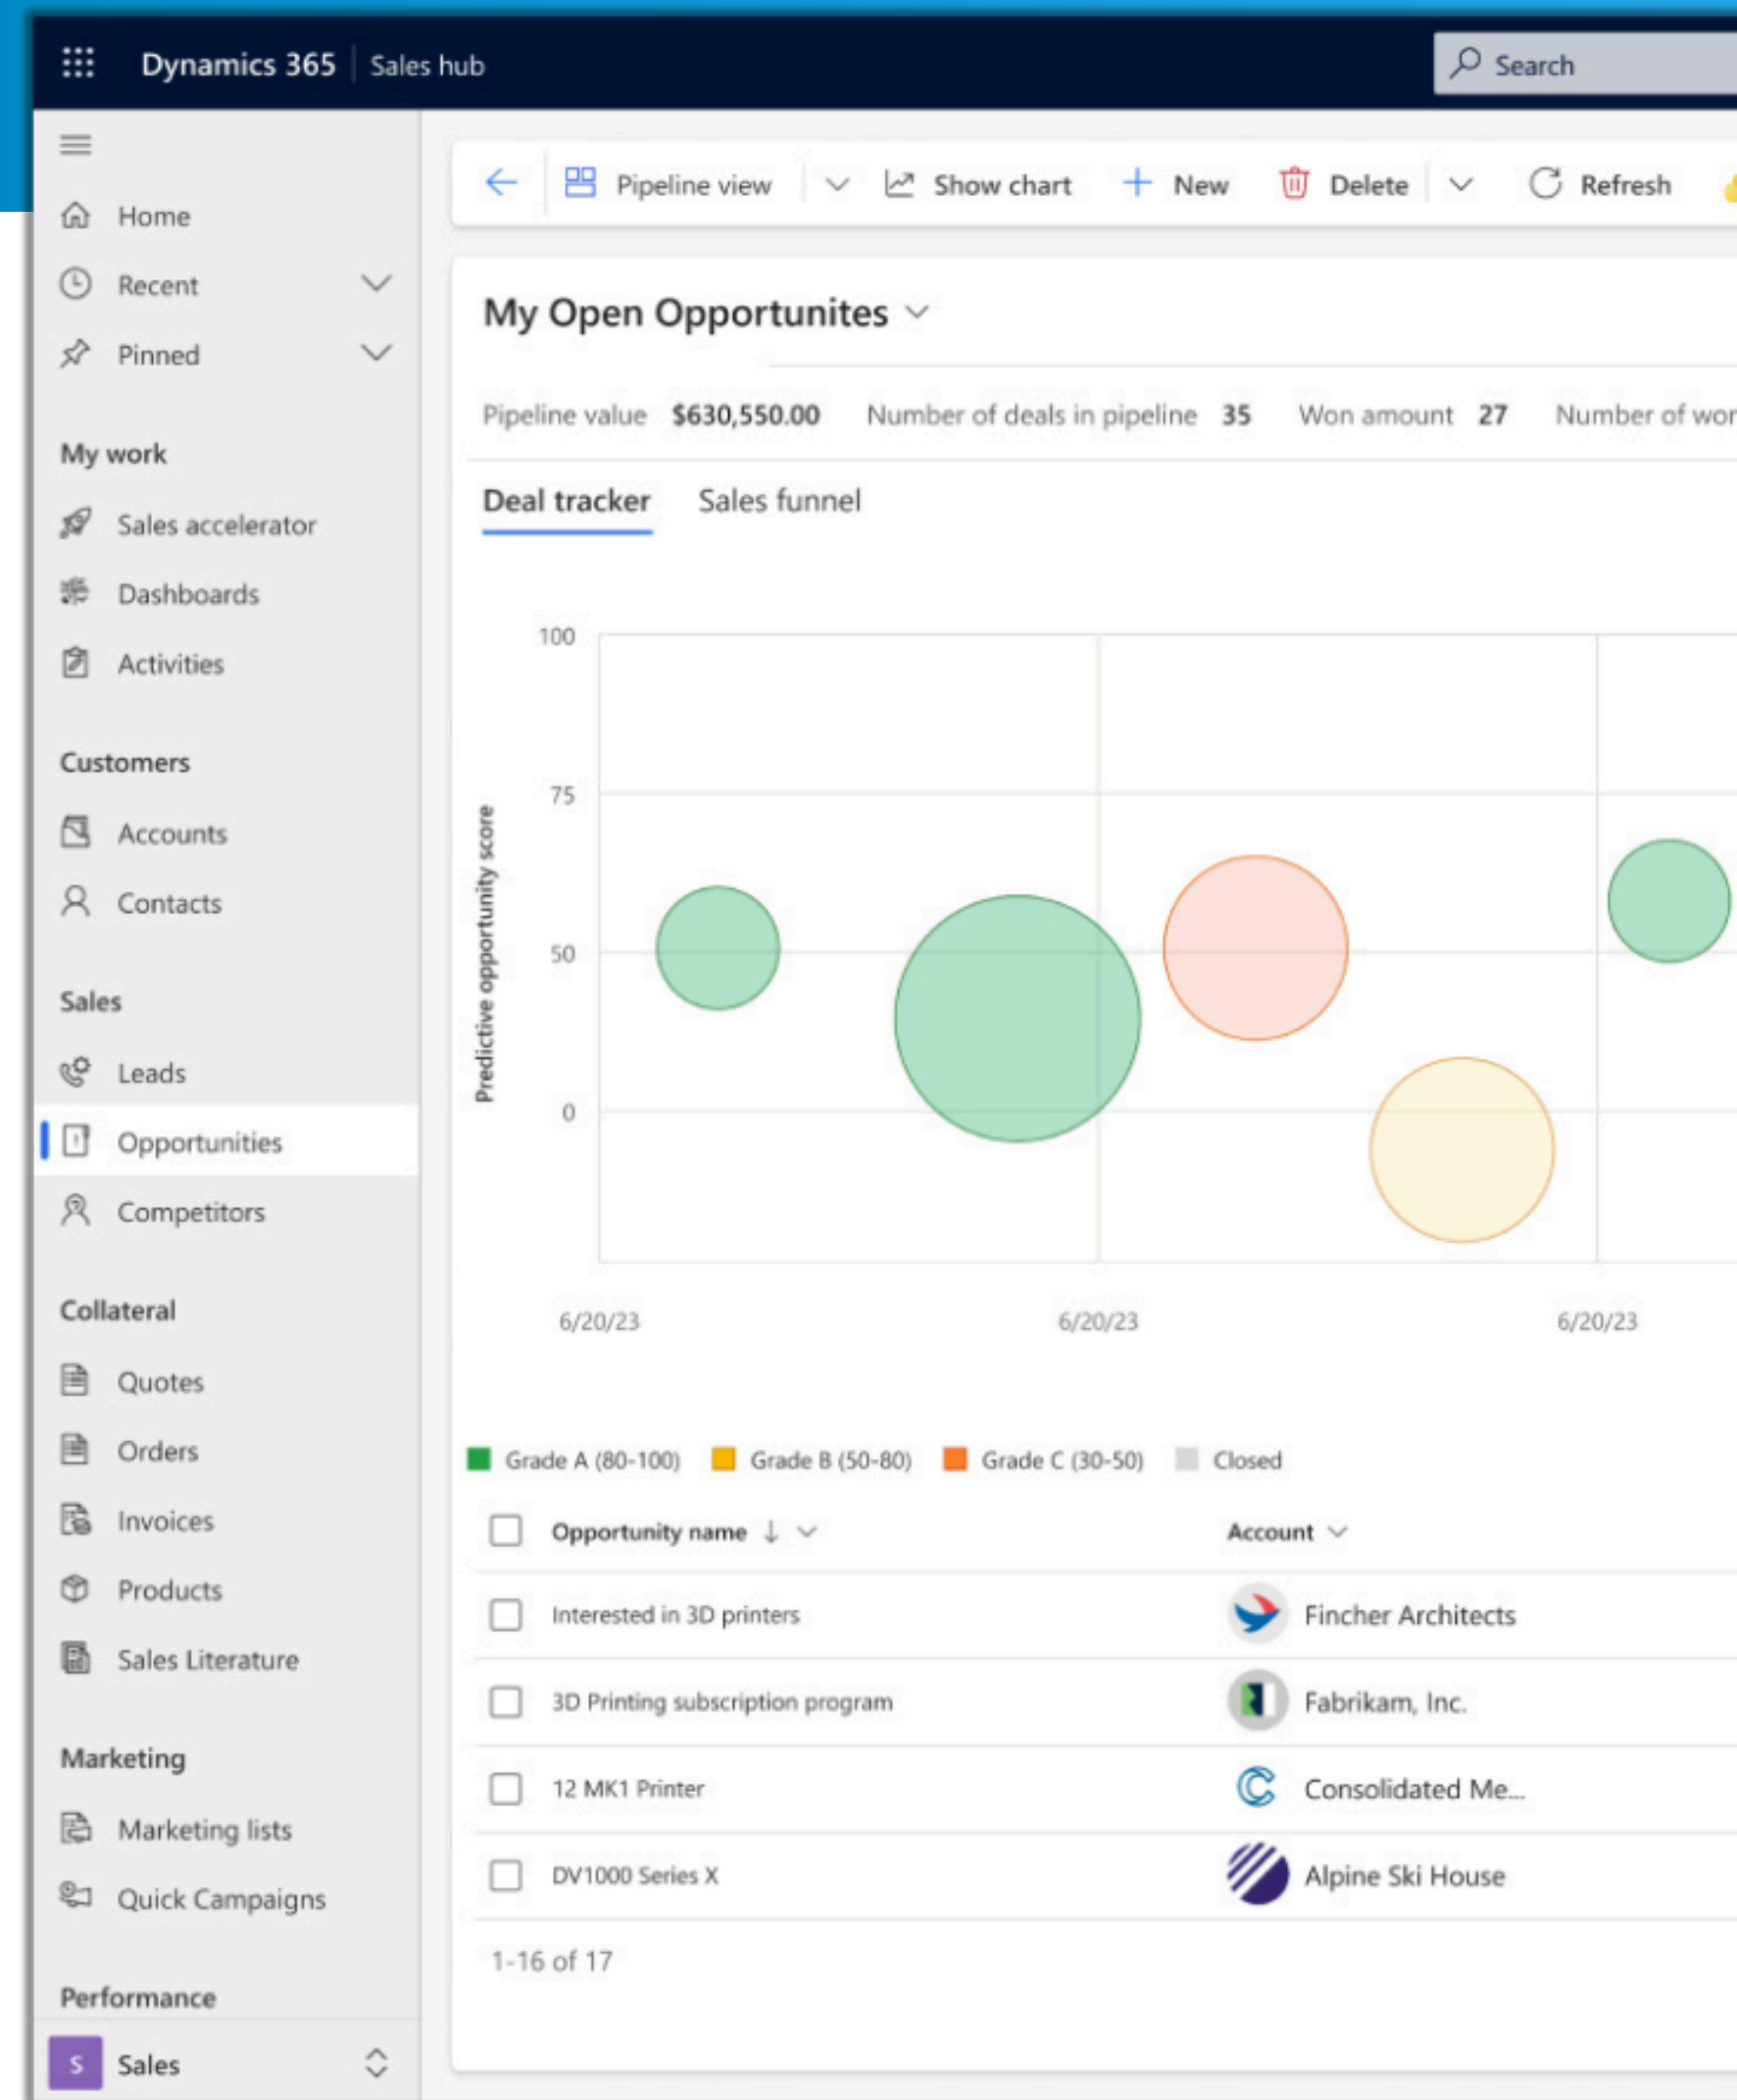 Dynamics 365 Sales hub
Search
Pipeline view Show chart New Delete Refresh
Home
Recent
Pinned
My work
Sales accelerator
Dashboards
Activities
Customers
Accounts
Contacts
Sales
Leads
Opportunities
Competitors
Collateral
Quotes
Orders
Invoices
Products
Sales Literature
Marketing
Marketing lists
Quick Campaigns
Performance
S Sales
My Open Opportunites
Pipeline value $630,550.00 Number of deals in pipeline 35 Won amount 27 Number of wor
Deal tracker Sales funnel
Predictive opportunity score
100
75
50
0
6/20/23 6/20/23 6/20/23
Grade A (80-100) Grade B (50-80) Grade C (30-50) Closed
Opportunity name Account
Interested in 3D printers Fincher Architects
3D Printing subscription program Fabrikam, Inc.
12 MK1 Printer Consolidated Me...
DV1000 Series X Alpine Ski House
1-16 of 17